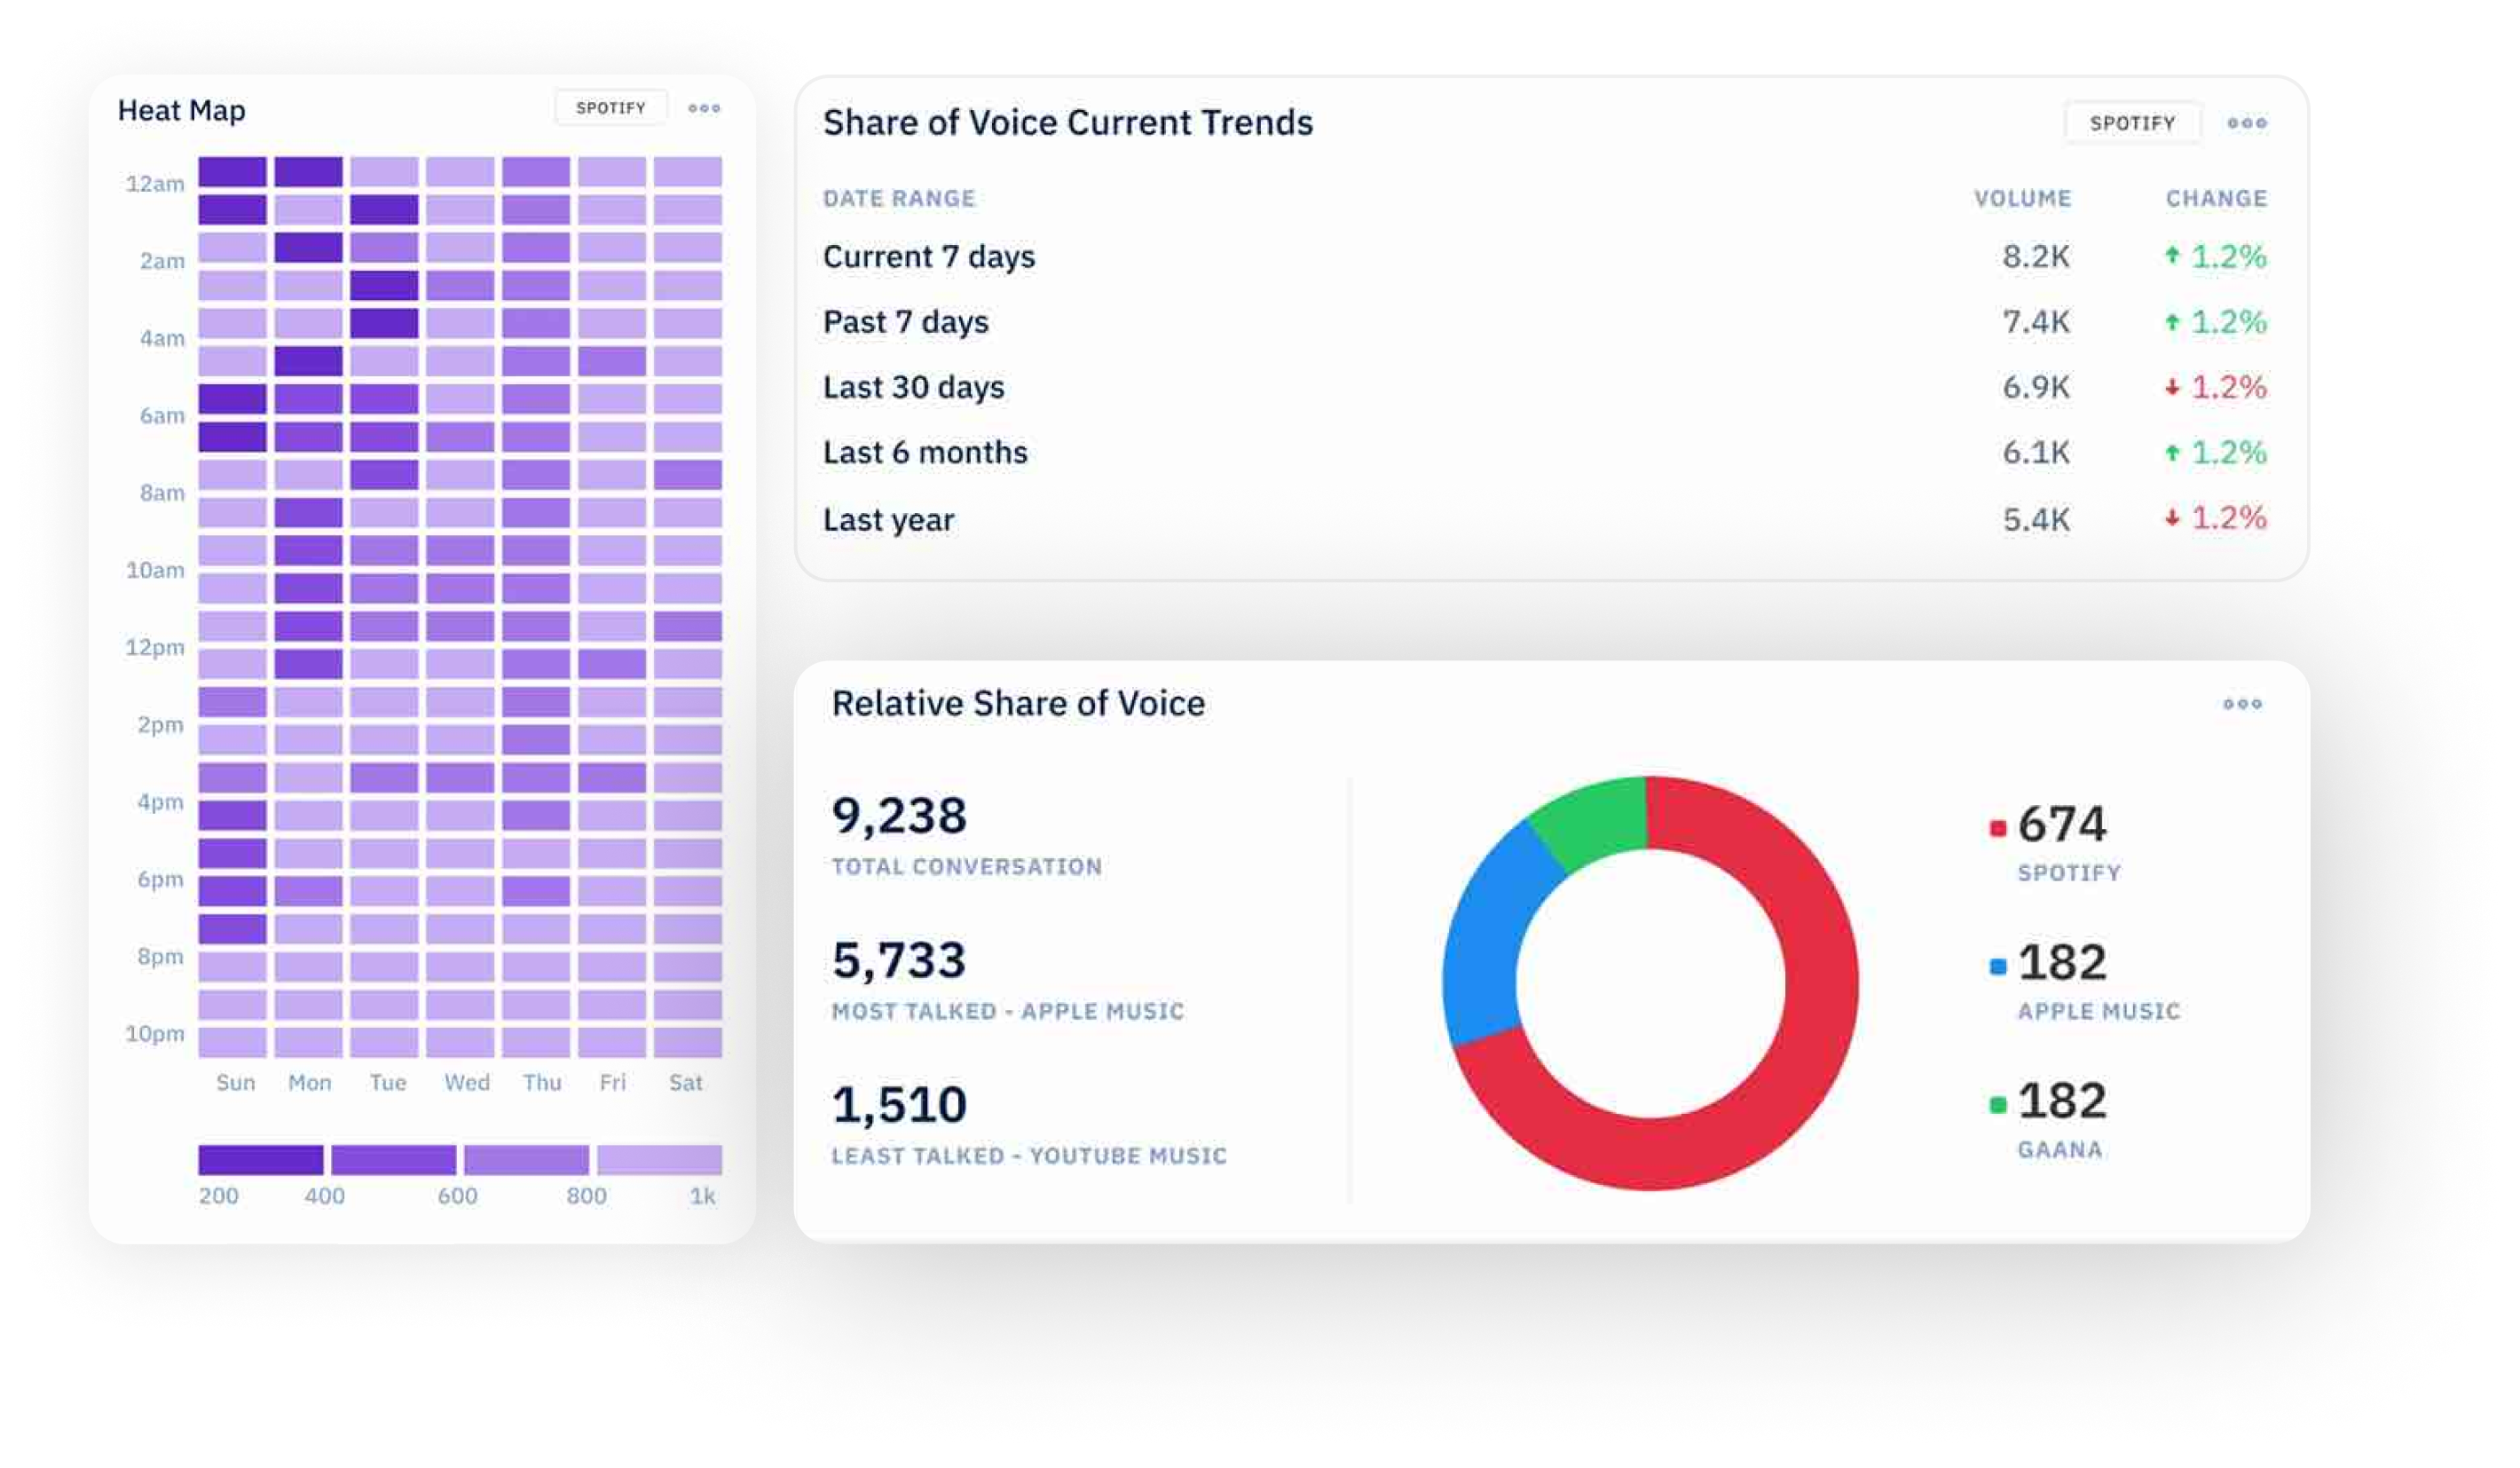 Heat Map
SPOTIFY
12am
2am
4am
6am
8am
10am
12pm
2pm
4pm
6pm
8pm
10pm
Sun Mon Tue Wed Thu Fri Sat
200 400 600 800 1k
Share of Voice Current Trends
SPOTIFY
DATE RANGE VOLUME CHANGE
Current 7 days 8.2K 1.2%
Past 7 days 7.4K 1.2%
Last 30 days 6.9K 1.2%
Last 6 months 6.1K 1.2%
Last year 5.4K 1.2%
Relative Share of Voice
9,238
TOTAL CONVERSATION
5,733
MOST TALKED - APPLE MUSIC
1,510
LEAST TALKED - YOUTUBE MUSIC
674
SPOTIFY
182
APPLE MUSIC
182
GAANA